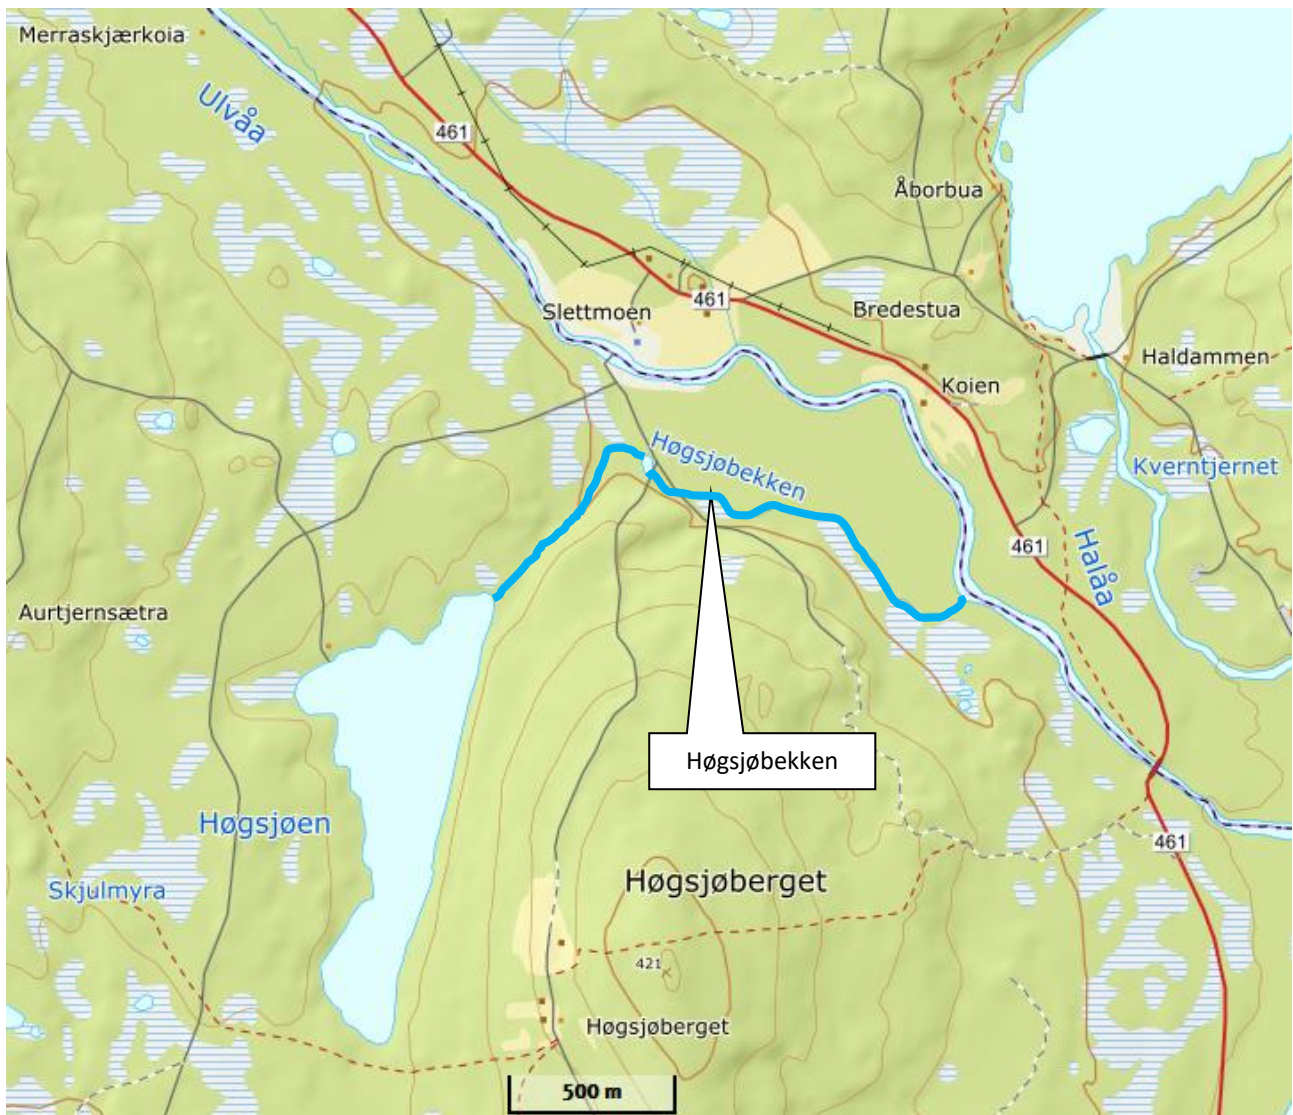 Merraskjærkoia
Ulvåa
461
Åborbua
461
Slettmoen
Bredestua
Haldammen
Koien
Høgsjøbekken
Kverntjernet
461
Halåa
Aurtjernsætra
Høgsjøbekken
Høgsjøen
461
Høgsjøberget
Skjulmyra
421
Høgsjøberget
500 m